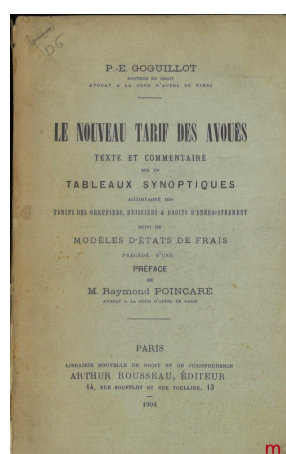 D6
P.-E. GOGUILLOT
DOCTEUR EN DROIT
AVOCAT A LA COUR D'APPEL DE NIMES
LE NOUVEAU TARIF DES AVOUÉS
TEXTE ET COMMENTAIRE
MIS EN
TABLEAUX SYNOPTIQUES
ACCOMPAGNÉ DES
TARIFS DES GREFFIERS, HUISSIERS & DROITS D'ENREGISTREMENT
SUIVI DE
MODÈLES D'ÉTATS DE FRAIS
PRÉCÉDÉ D'UNE
PRÉFACE
DE
M. Raymond POINCARÉ
AVOCAT A LA COUR D'APPEL DE PARIS
PARIS
LIBRAIRIE NOUVELLE DE DROIT ET DE JURISPRUDENCE
ARTHUR ROUSSEAU, ÉDITEUR
14, RUE SOUFFLOT ET RUE TOULLIER, 13
1904
m